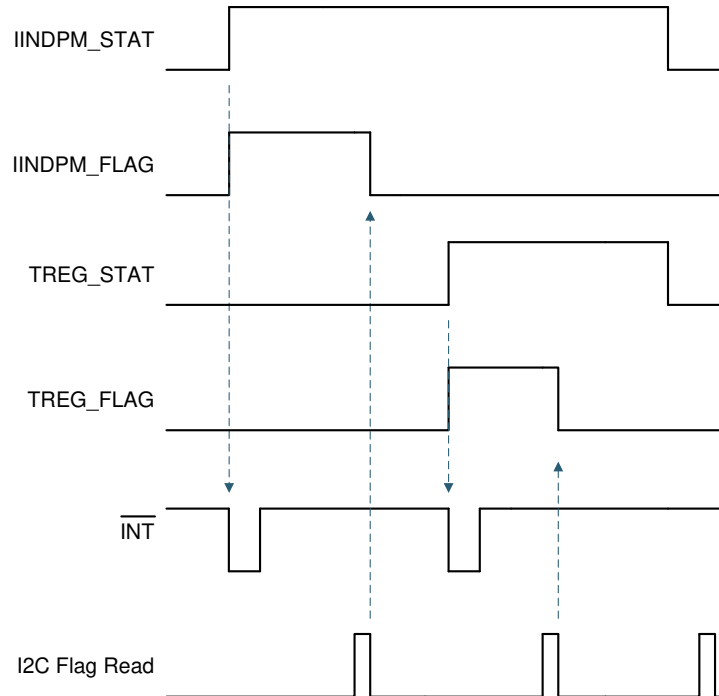 IINDPM_STAT
IINDPM_FLAG
TREG_STAT
TREG_FLAG
INT
I2C Flag Read